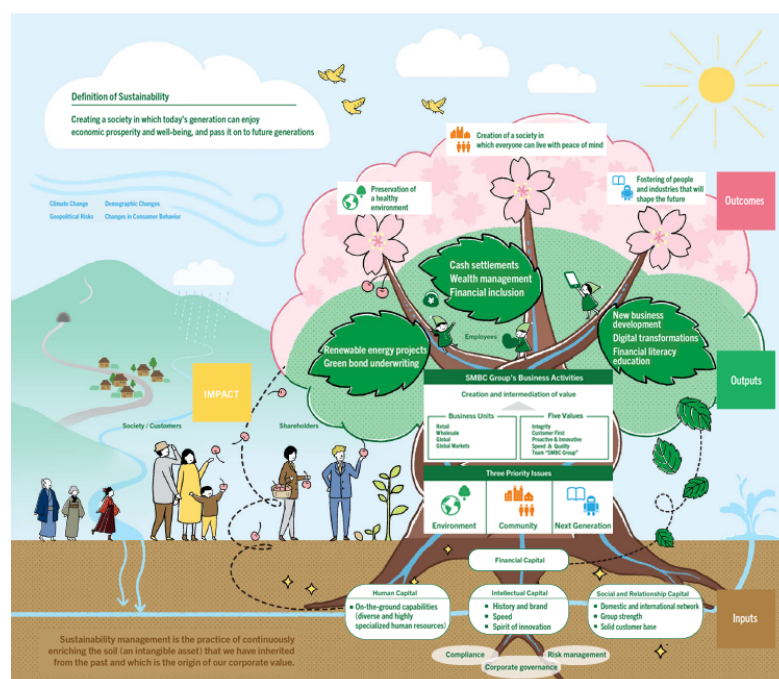 Definition of Sustainability
Creating a society in which today's generation can enjoy
economic prosperity and well-being, and pass it on to future generations
Climate Change
Demographic Changes
Geopolitical Risks
Changes in Consumer Behavior
Creation of a society in
which everyone can live with peace of mind
Preservation of
a healthy
environment
Fostering of people
and industries that will
shape the future
Outcomes
Cash settlements
Wealth management
Financial inclusion
Renewable energy projects
Green bond underwriting
Employees
New business
development
Digital transformations
Financial literacy
education
Outputs
IMPACT
Society / Customers
Shareholders
SMBC Group's Business Activities
Creation and intermediation of value
Business Units
Retail
Wholesale
Global
Global Markets
Five Values
Integrity
Customer First
Proactive & Innovative
Speed & Quality
Team "SMBC Group"
Three Priority Issues
Environment
Community
Next Generation
Financial Capital
Human Capital
• On-the-ground capabilities
(diverse and highly
specialized human resources)
Intellectual Capital
• History and brand
• Speed
• Spirit of innovation
Social and Relationship Capital
• Domestic and international network
• Group strength
• Solid customer base
Inputs
Sustainability management is the practice of continuously
enriching the soil (an intangible asset) that we have inherited
from the past and which is the origin of our corporate value.
Compliance
Corporate governance
Risk management